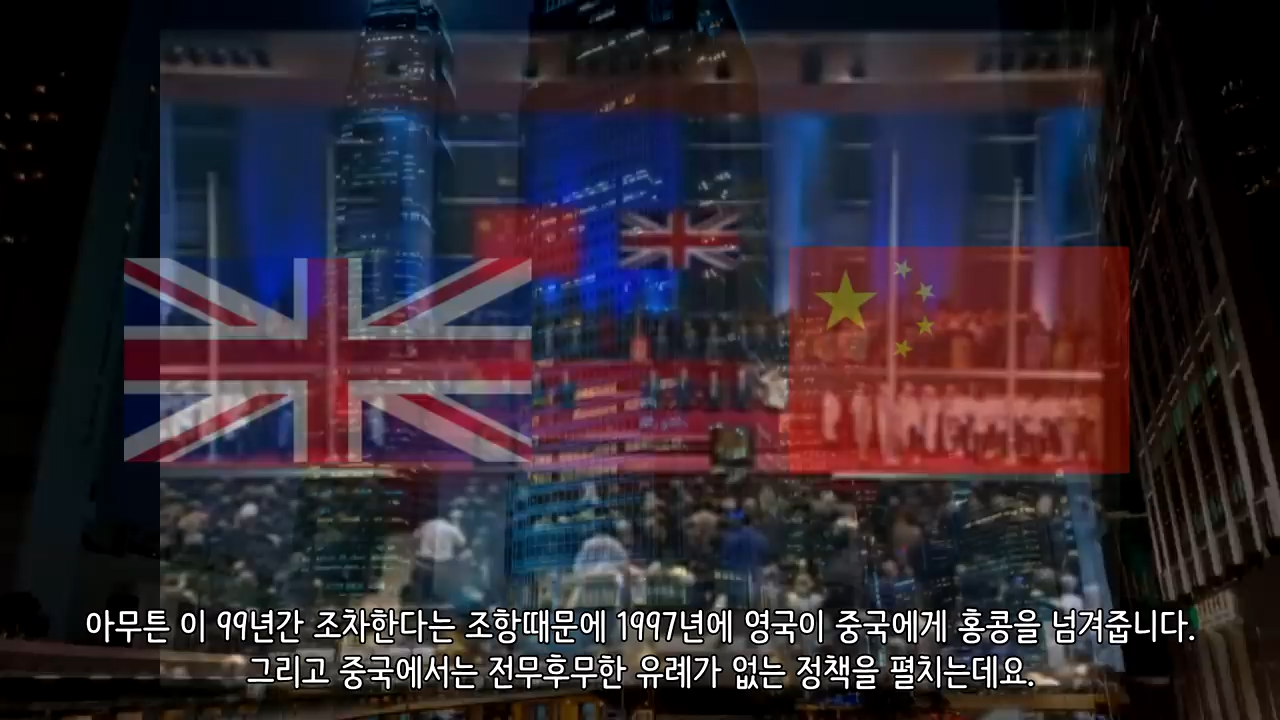 아무튼 이 99년간 조차한다는 조항때문에 1997년에 영국이 중국에게 홍콩을 넘겨줍니다.
그리고 중국에서는 전무후무한 유례가 없는 정책을 펼치는데요.